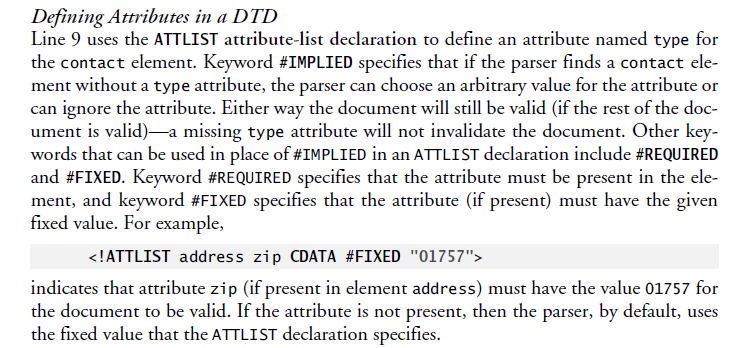 Defining Attributes in a DTD
Line 9 uses the ATTLIST attribute-list declaration to define an attribute named type for
the contact element. Keyword #IMPLIED specifies that if the parser finds a contact ele-
ment without a type attribute, the parser can choose an arbitrary value for the attribute or
can ignore the attribute. Either way the document will still be valid (if the rest of the doc-
ument is valid)—a missing type attribute will not invalidate the document. Other key-
words that can be used in place of #IMPLIED in an ATTLIST declaration include #REQUIRED
and #FIXED. Keyword #REQUIRED specifies that the attribute must be present in the ele-
ment, and keyword #FIXED specifies that the attribute (if present) must have the given
fixed value. For example,
<!ATTLIST address zip CDATA #FIXED "01757">
indicates that attribute zip (if present in element address) must have the value 01757 for
the document to be valid. If the attribute is not present, then the parser, by default, uses
the fixed value that the ATTLIST declaration specifies.